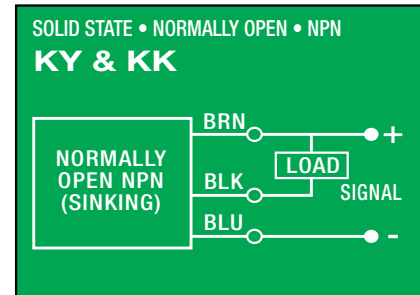 SOLID STATE • NORMALLY OPEN • NPN
KY & KK
BRN
+
NORMALLY
OPEN NPN
(SINKING)
LOAD
BLK
SIGNAL
BLU
-